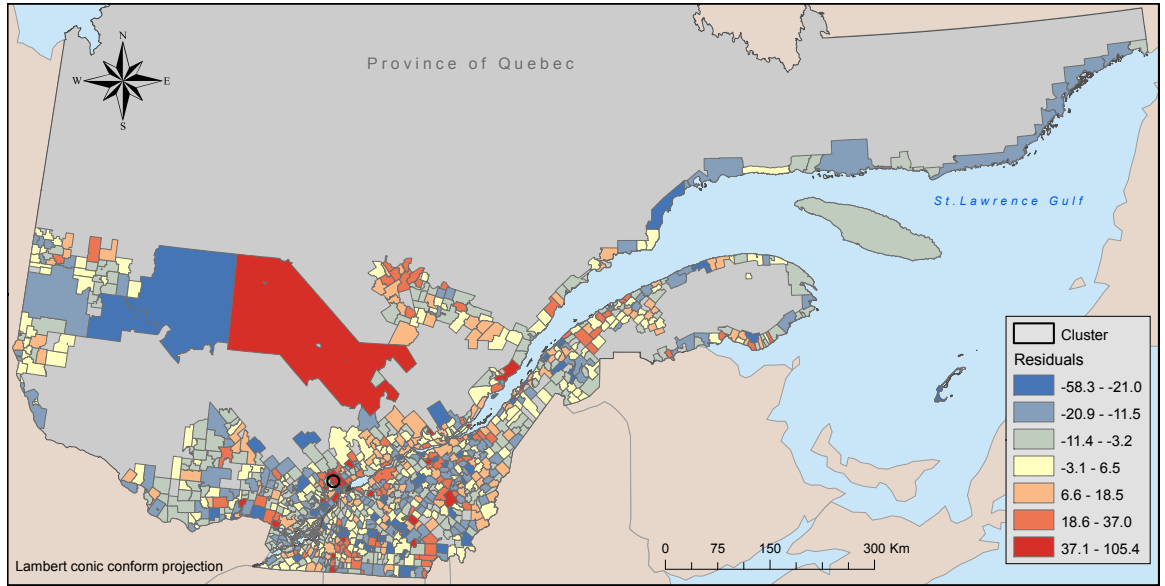 Province of Quebec
N
W
E
S
St.Lawrence Gulf
Cluster
Residuals
-58.3 - -21.0
-20.9 - -11.5
-11.4 - -3.2
-3.1 - 6.5
6.6 - 18.5
18.6 - 37.0
37.1 - 105.4
0 75 150 300 Km
Lambert conic conform projection